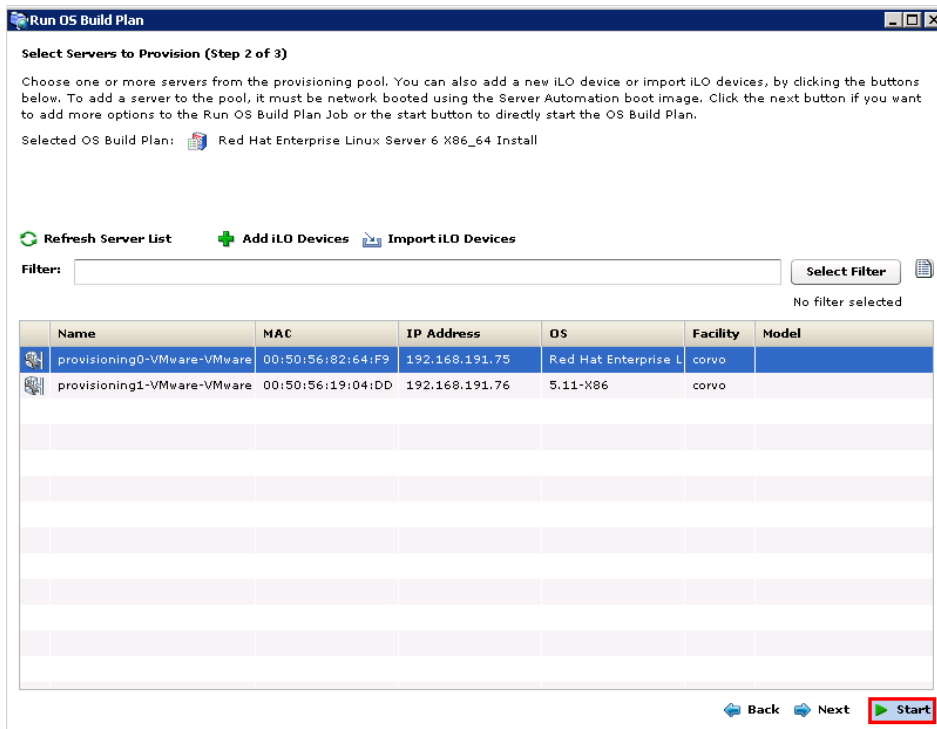 Run OS Build Plan
Select Servers to Provision (Step 2 of 3)
Choose one or more servers from the provisioning pool. You can also add a new iLO device or import iLO devices, by clicking the buttons
below. To add a server to the pool, it must be network booted using the Server Automation boot image. Click the next button if you want
to add more options to the Run OS Build Plan Job or the start button to directly start the OS Build Plan.
Selected OS Build Plan: Red Hat Enterprise Linux Server 6 X86_64 Install
Refresh Server List Add iLO Devices Import iLO Devices
Filter: Select Filter
No filter selected
Name MAC IP Address OS Facility Model
provisioning0-VMware-VMware 00:50:56:82:64:F9 192.168.191.75 Red Hat Enterprise L corvo
provisioning1-VMware-VMware 00:50:56:19:04:DD 192.168.191.76 5.11-X86 corvo
Back Next Start